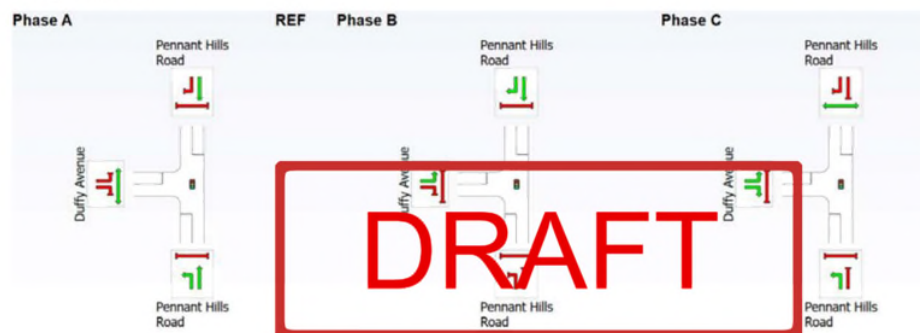 Phase A
REF
Phase B
Phase C
Pennant Hills
Road
Duffy Avenue
Pennant Hills
Road
Pennant Hills
Road
Duffy Avenue
Pennant Hills
Road
Pennant Hills
Road
Duffy Avenue
Pennant Hills
Road
DRAFT